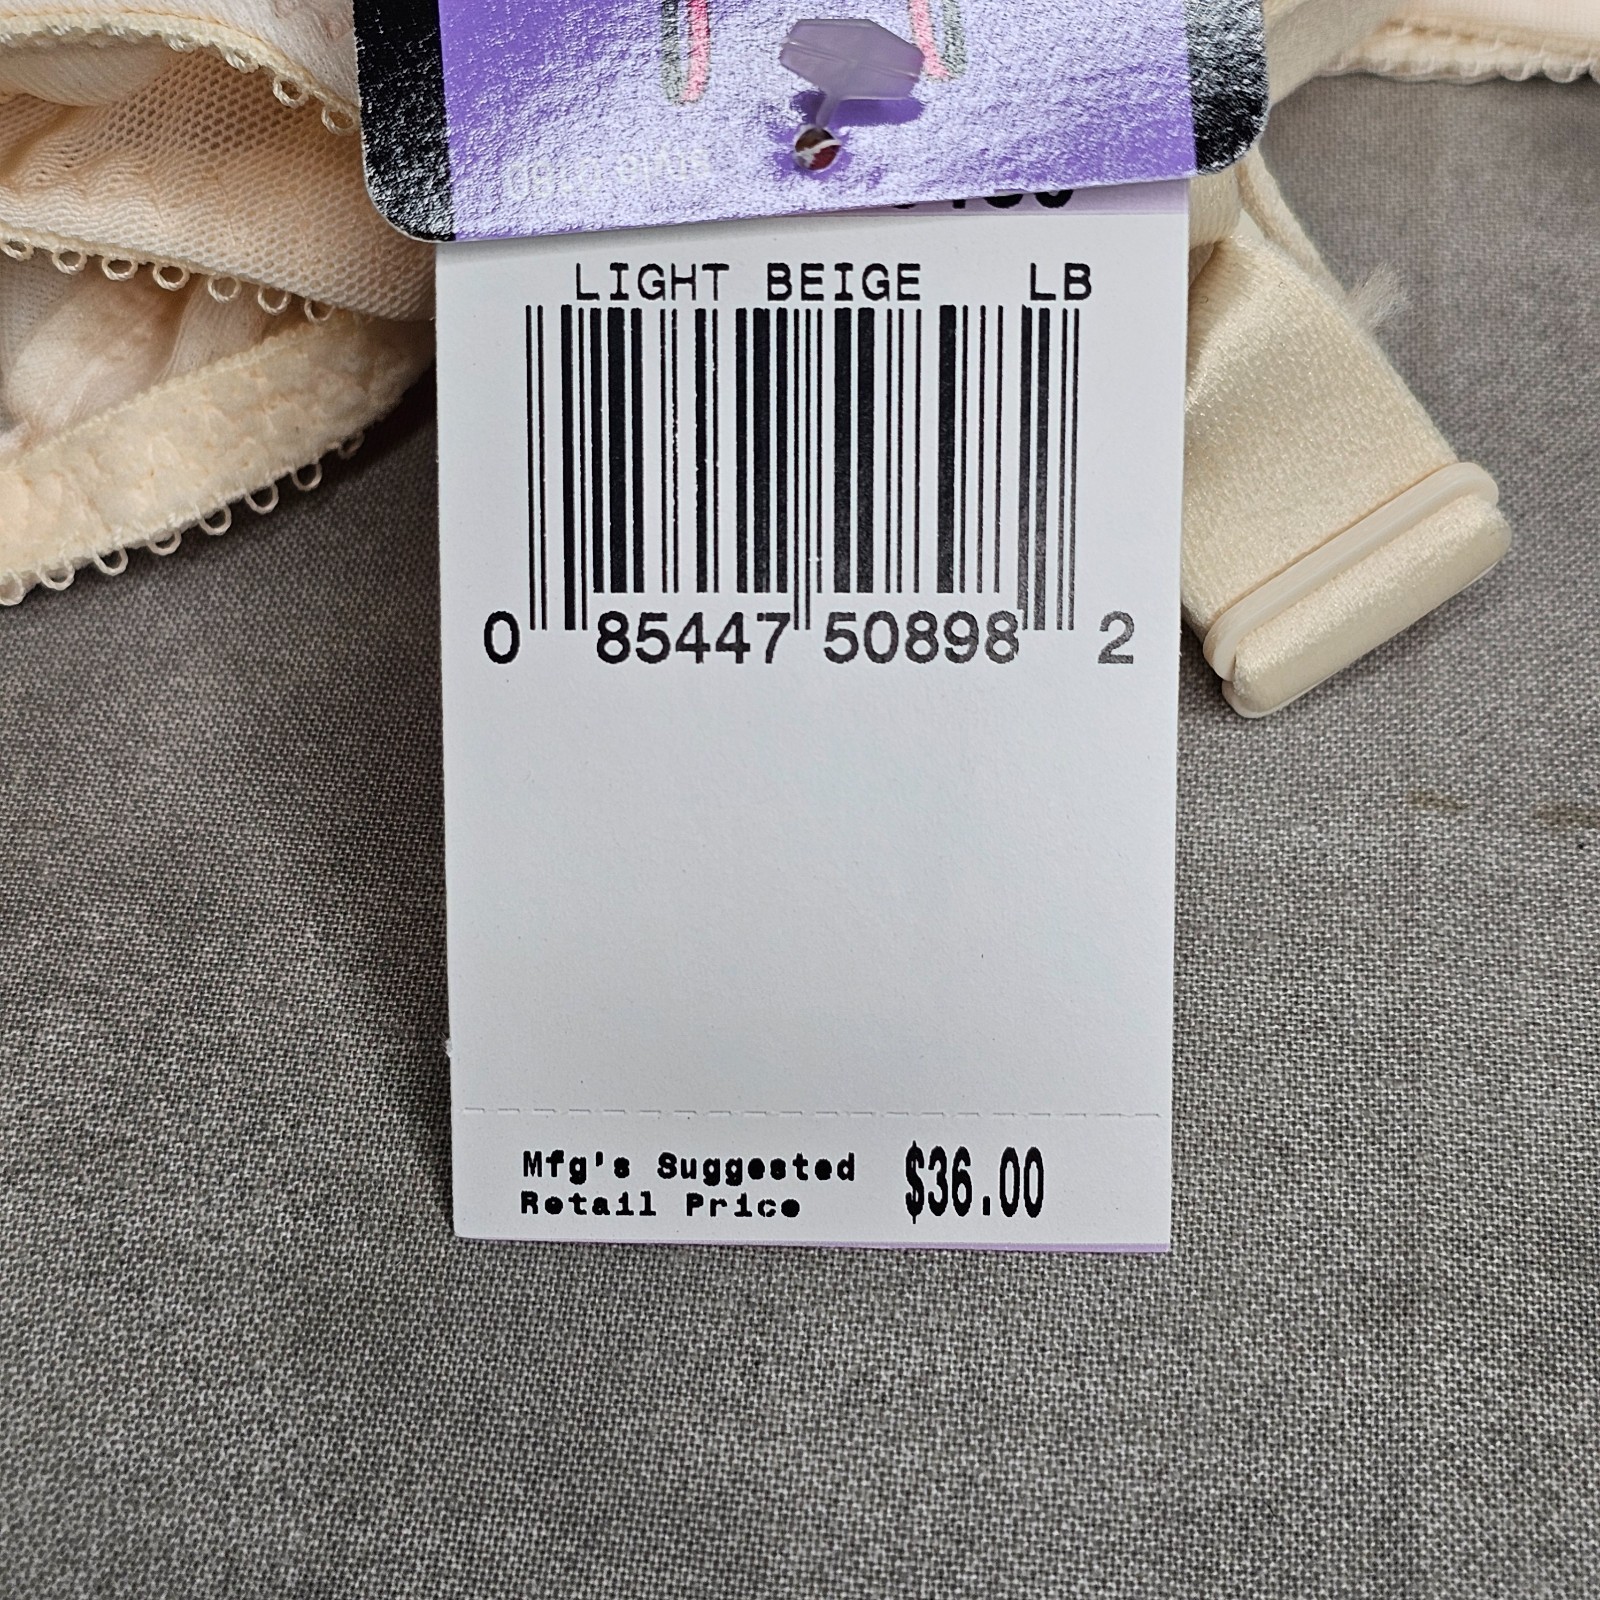 LIGHT BEIGE LB
0 85447 50898 2
Mfg's Suggested
Retail Price $36.00